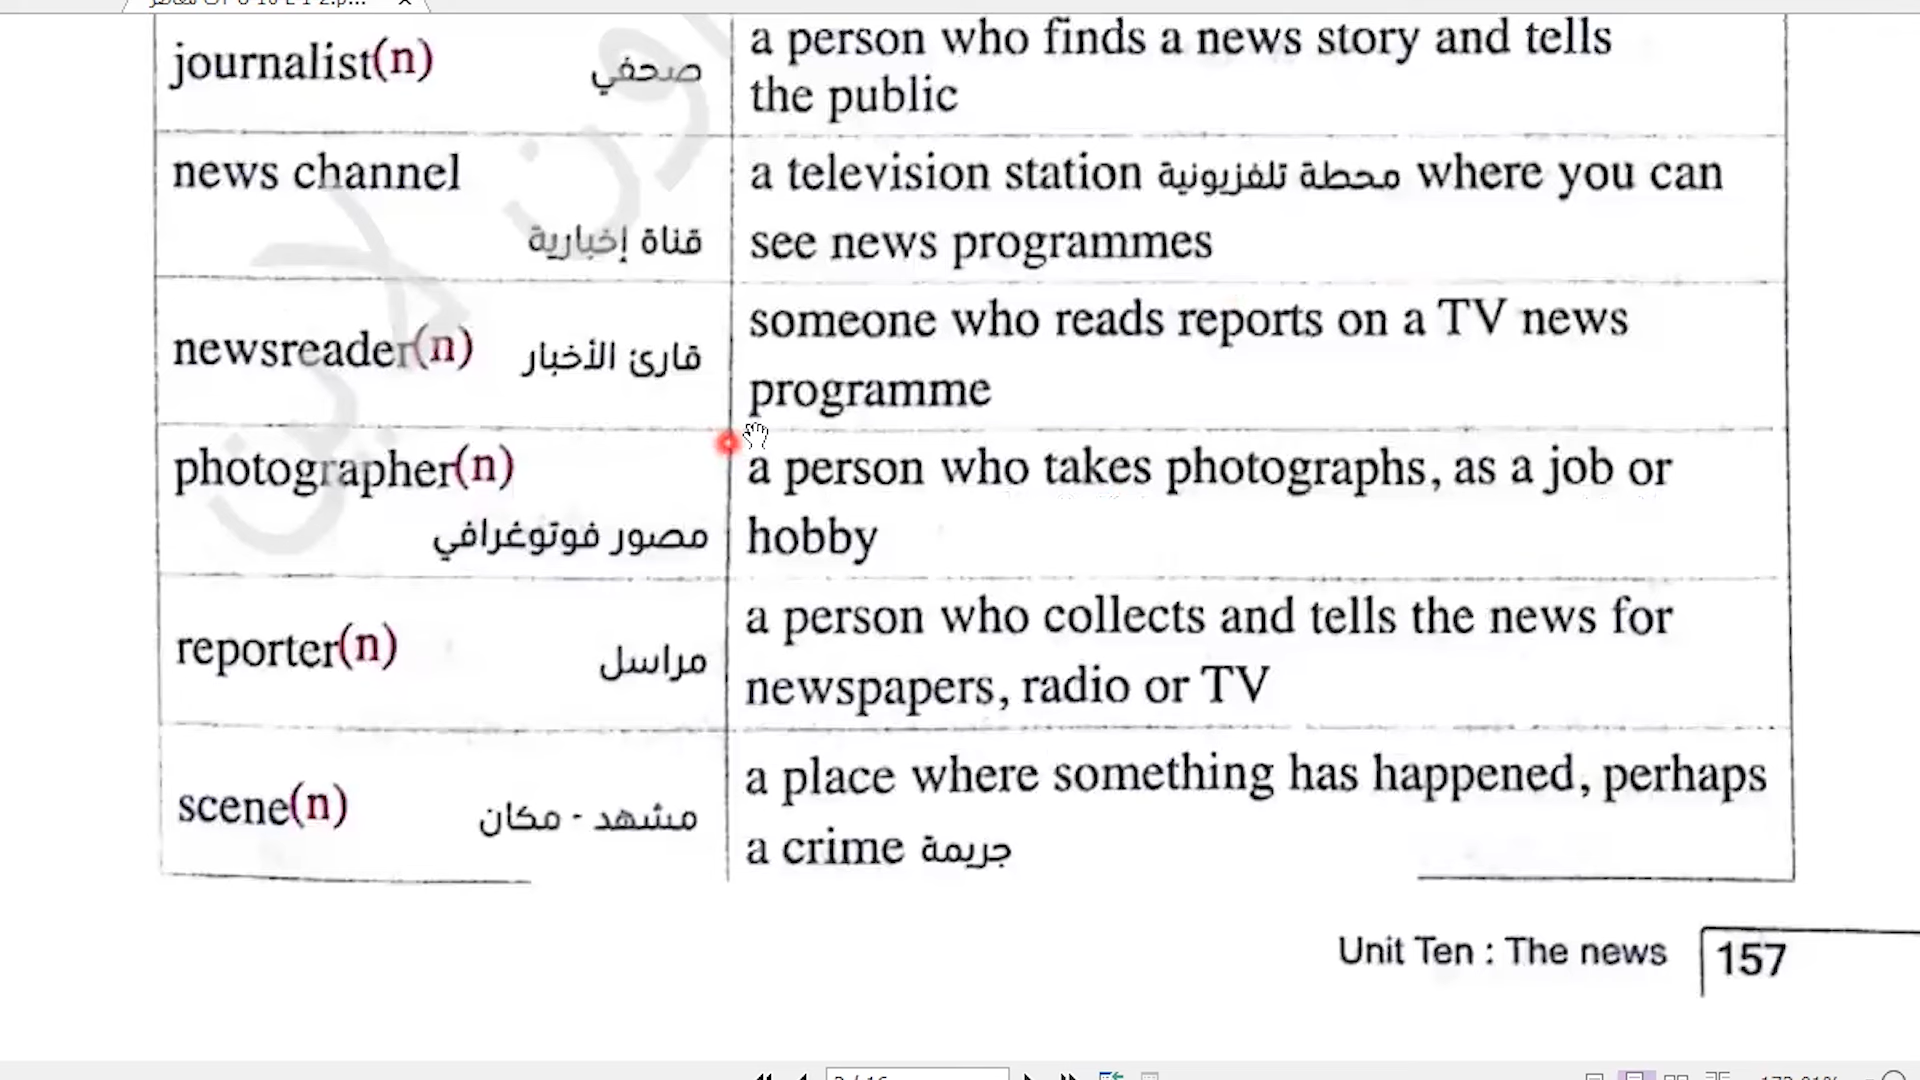 journalist(n) صحفي
a person who finds a news story and tells
the public
news channel
قناة إخبارية
a television station محطة تلفزيونية where you can
see news programmes
newsreader(n) قارئ الأخبار
someone who reads reports on a TV news
programme
photographer(n)
مصور فوتوغرافي
a person who takes photographs, as a job or
hobby
reporter(n) مراسل
a person who collects and tells the news for
newspapers, radio or TV
scene(n) مشهد - مكان
a place where something has happened, perhaps
a crime جريمة
Unit Ten : The news 157